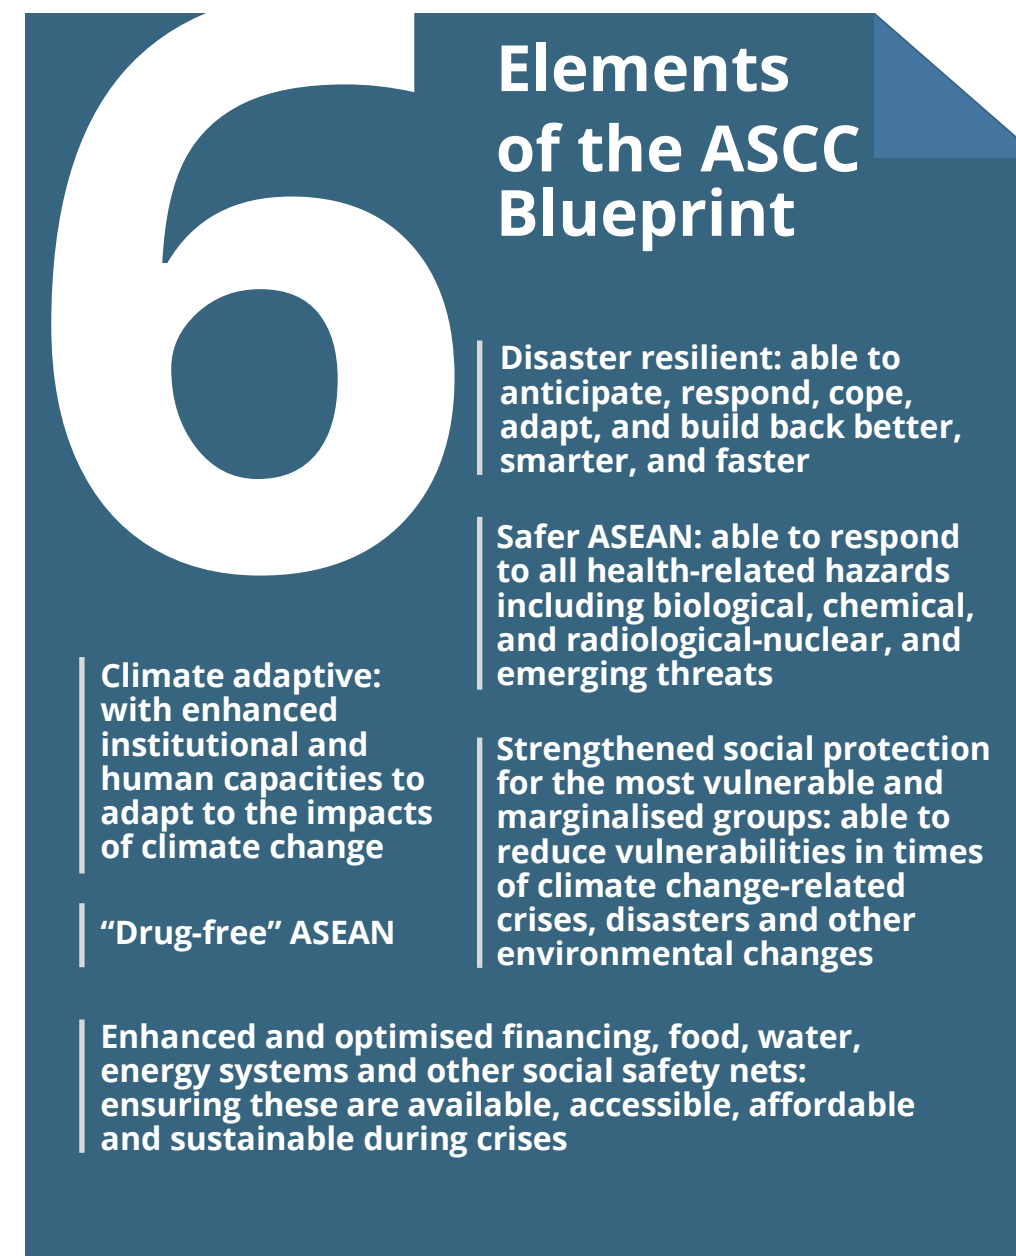 6
Elements
of the ASCC
Blueprint
Disaster resilient: able to
anticipate, respond, cope,
adapt, and build back better,
smarter, and faster
Safer ASEAN: able to respond
to all health-related hazards
including biological, chemical,
and radiological-nuclear, and
emerging threats
Strengthened social protection
for the most vulnerable and
marginalised groups: able to
reduce vulnerabilities in times
of climate change-related
crises, disasters and other
environmental changes
Climate adaptive:
with enhanced
institutional and
human capacities to
adapt to the impacts
of climate change
“Drug-free” ASEAN
Enhanced and optimised financing, food, water,
energy systems and other social safety nets:
ensuring these are available, accessible, affordable
and sustainable during crises